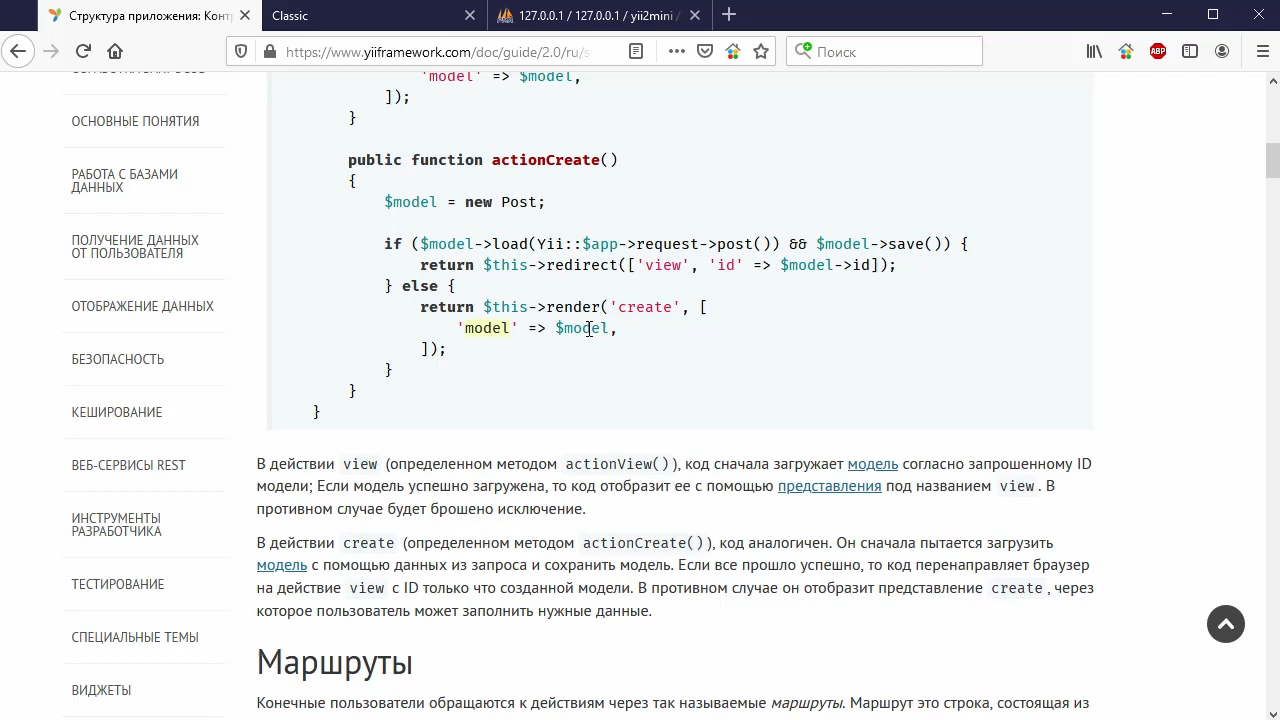 Структура приложения: Контр
Classic
127.0.0.1 / 127.0.0.1 / yii2mini /
https://www.yiiframework.com/doc/guide/2.0/ru/s
Поиск
ABP
ОСНОВНЫЕ ПОНЯТИЯ
РАБОТА С БАЗАМИ
ДАННЫХ
ПОЛУЧЕНИЕ ДАННЫХ
ОТ ПОЛЬЗОВАТЕЛЯ
ОТОБРАЖЕНИЕ ДАННЫХ
БЕЗОПАСНОСТЬ
КЕШИРОВАНИЕ
ВЕБ-СЕРВИСЫ REST
ИНСТРУМЕНТЫ
РАЗРАБОТЧИКА
ТЕСТИРОВАНИЕ
СПЕЦИАЛЬНЫЕ ТЕМЫ
ВИДЖЕТЫ
'model' => $model,
]);
}
public function actionCreate()
{
$model = new Post;
if ($model->load(Yii::$app->request->post()) && $model->save()) {
return $this->redirect(['view', 'id' => $model->id]);
} else {
return $this->render('create', [
'model' => $model,
]);
}
}
}
В действии view (определенном методом actionView()), код сначала загружает модель согласно запрошенному ID
модели; Если модель успешно загружена, то код отобразит ее с помощью представления под названием view. В
противном случае будет брошено исключение.
В действии create (определенном методом actionCreate()), код аналогичен. Он сначала пытается загрузить
модель с помощью данных из запроса и сохранить модель. Если все прошло успешно, то код перенаправляет браузер
на действие view с ID только что созданной модели. В противном случае он отобразит представление create, через
которое пользователь может заполнить нужные данные.
Маршруты
Конечные пользователи обращаются к действиям через так называемые маршруты. Маршрут это строка, состоящая из